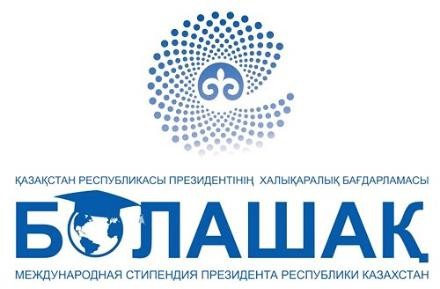 ҚАЗАҚСТАН РЕСПУБЛИКАСЫ ПРЕЗИДЕНТІНІҢ ХАЛЫҚАРАЛЫҚ БАҒДАРЛАМАСЫ
БОЛАШАҚ
МЕЖДУНАРОДНАЯ СТИПЕНДИЯ ПРЕЗИДЕНТА РЕСПУБЛИКИ КАЗАХСТАН